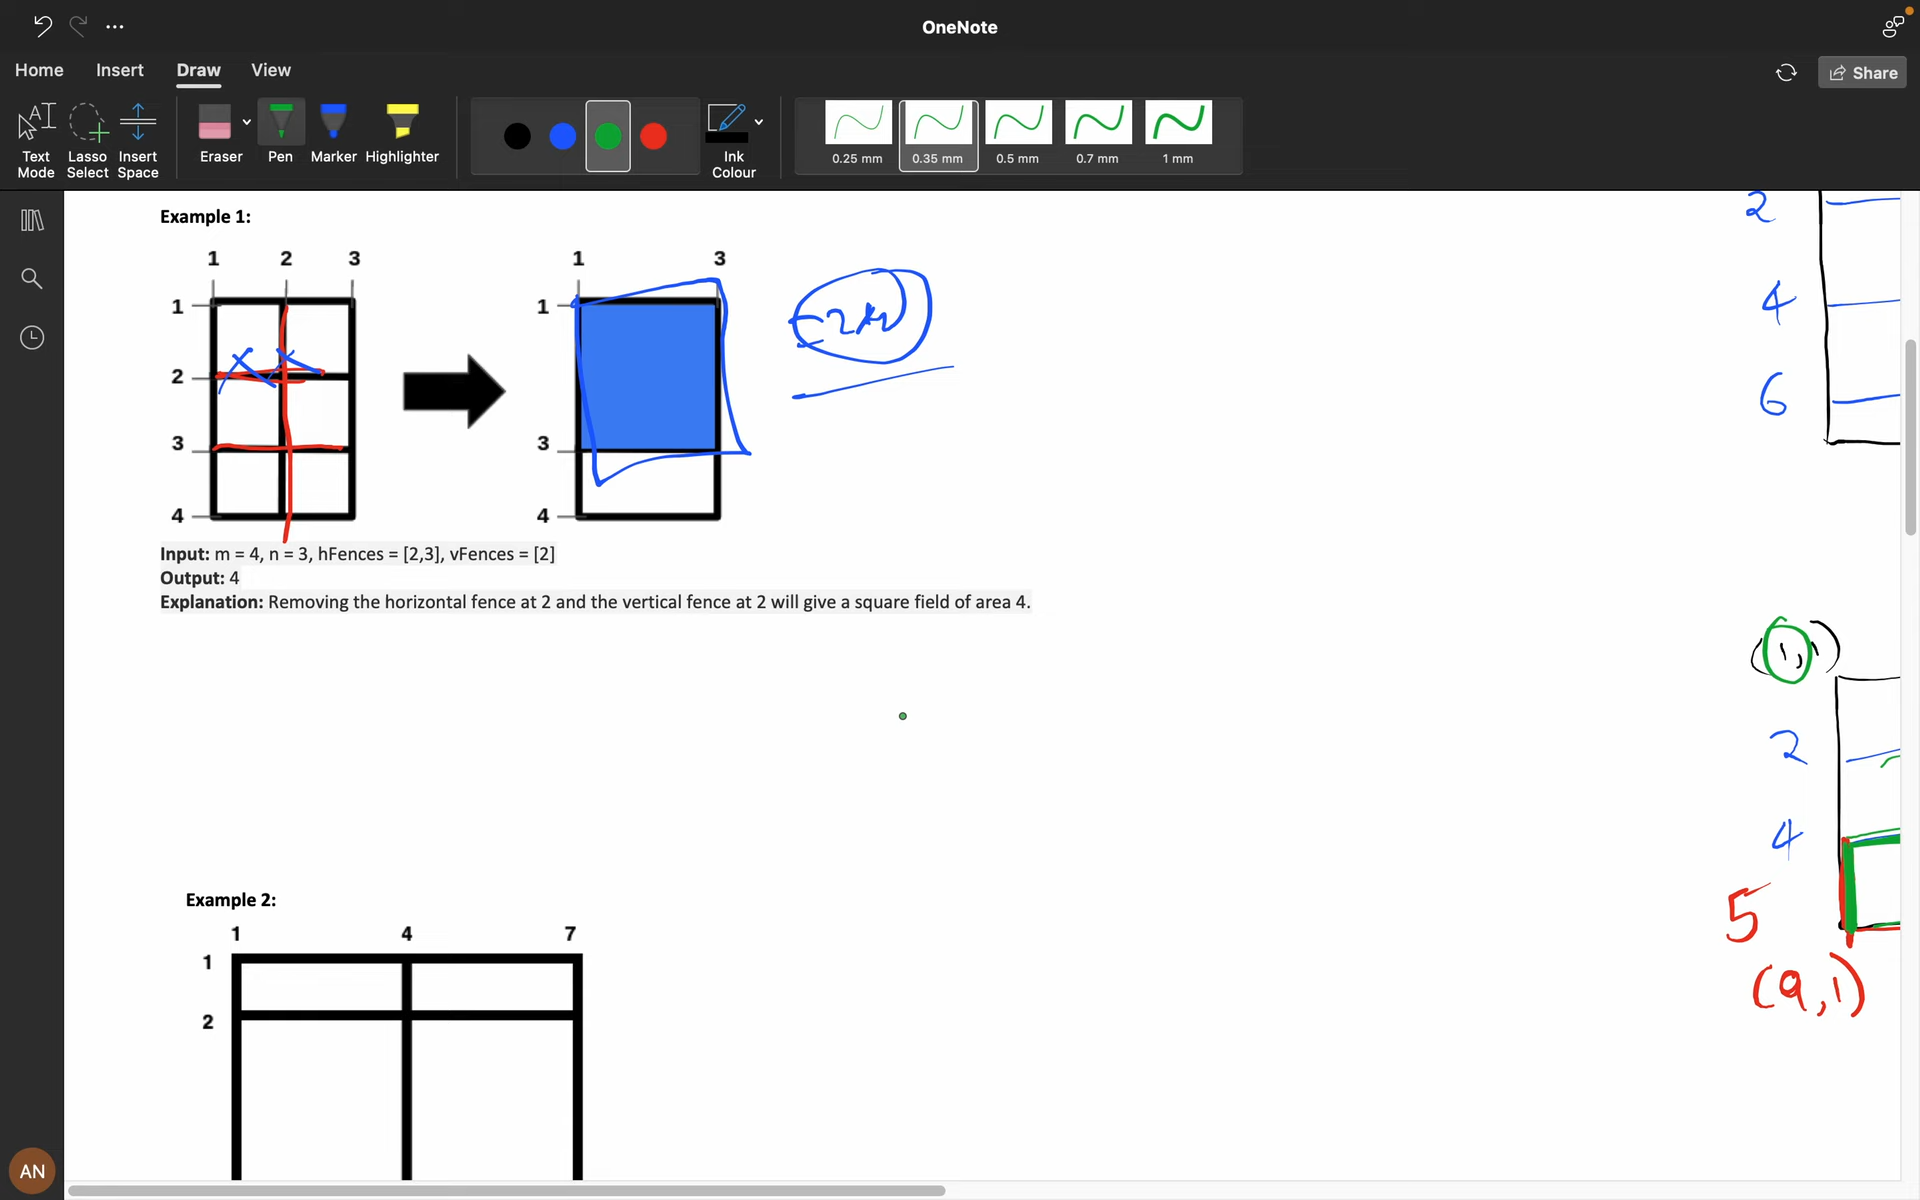 OneNote
Home Insert Draw View
Share
Text Mode
Lasso Select
Insert Space
Eraser
Pen
Marker
Highlighter
Ink Colour
0.25 mm
0.35 mm
0.5 mm
0.7 mm
1 mm
Example 1:
1 2 3
1
2
3
4
1 3
1
3
4
Input: m = 4, n = 3, hFences = [2,3], vFences = [2]
Output: 4
Explanation: Removing the horizontal fence at 2 and the vertical fence at 2 will give a square field of area 4.
Example 2:
1 4 7
1
2
2
4
6
(1,1)
2
4
5
(9,1)
AN